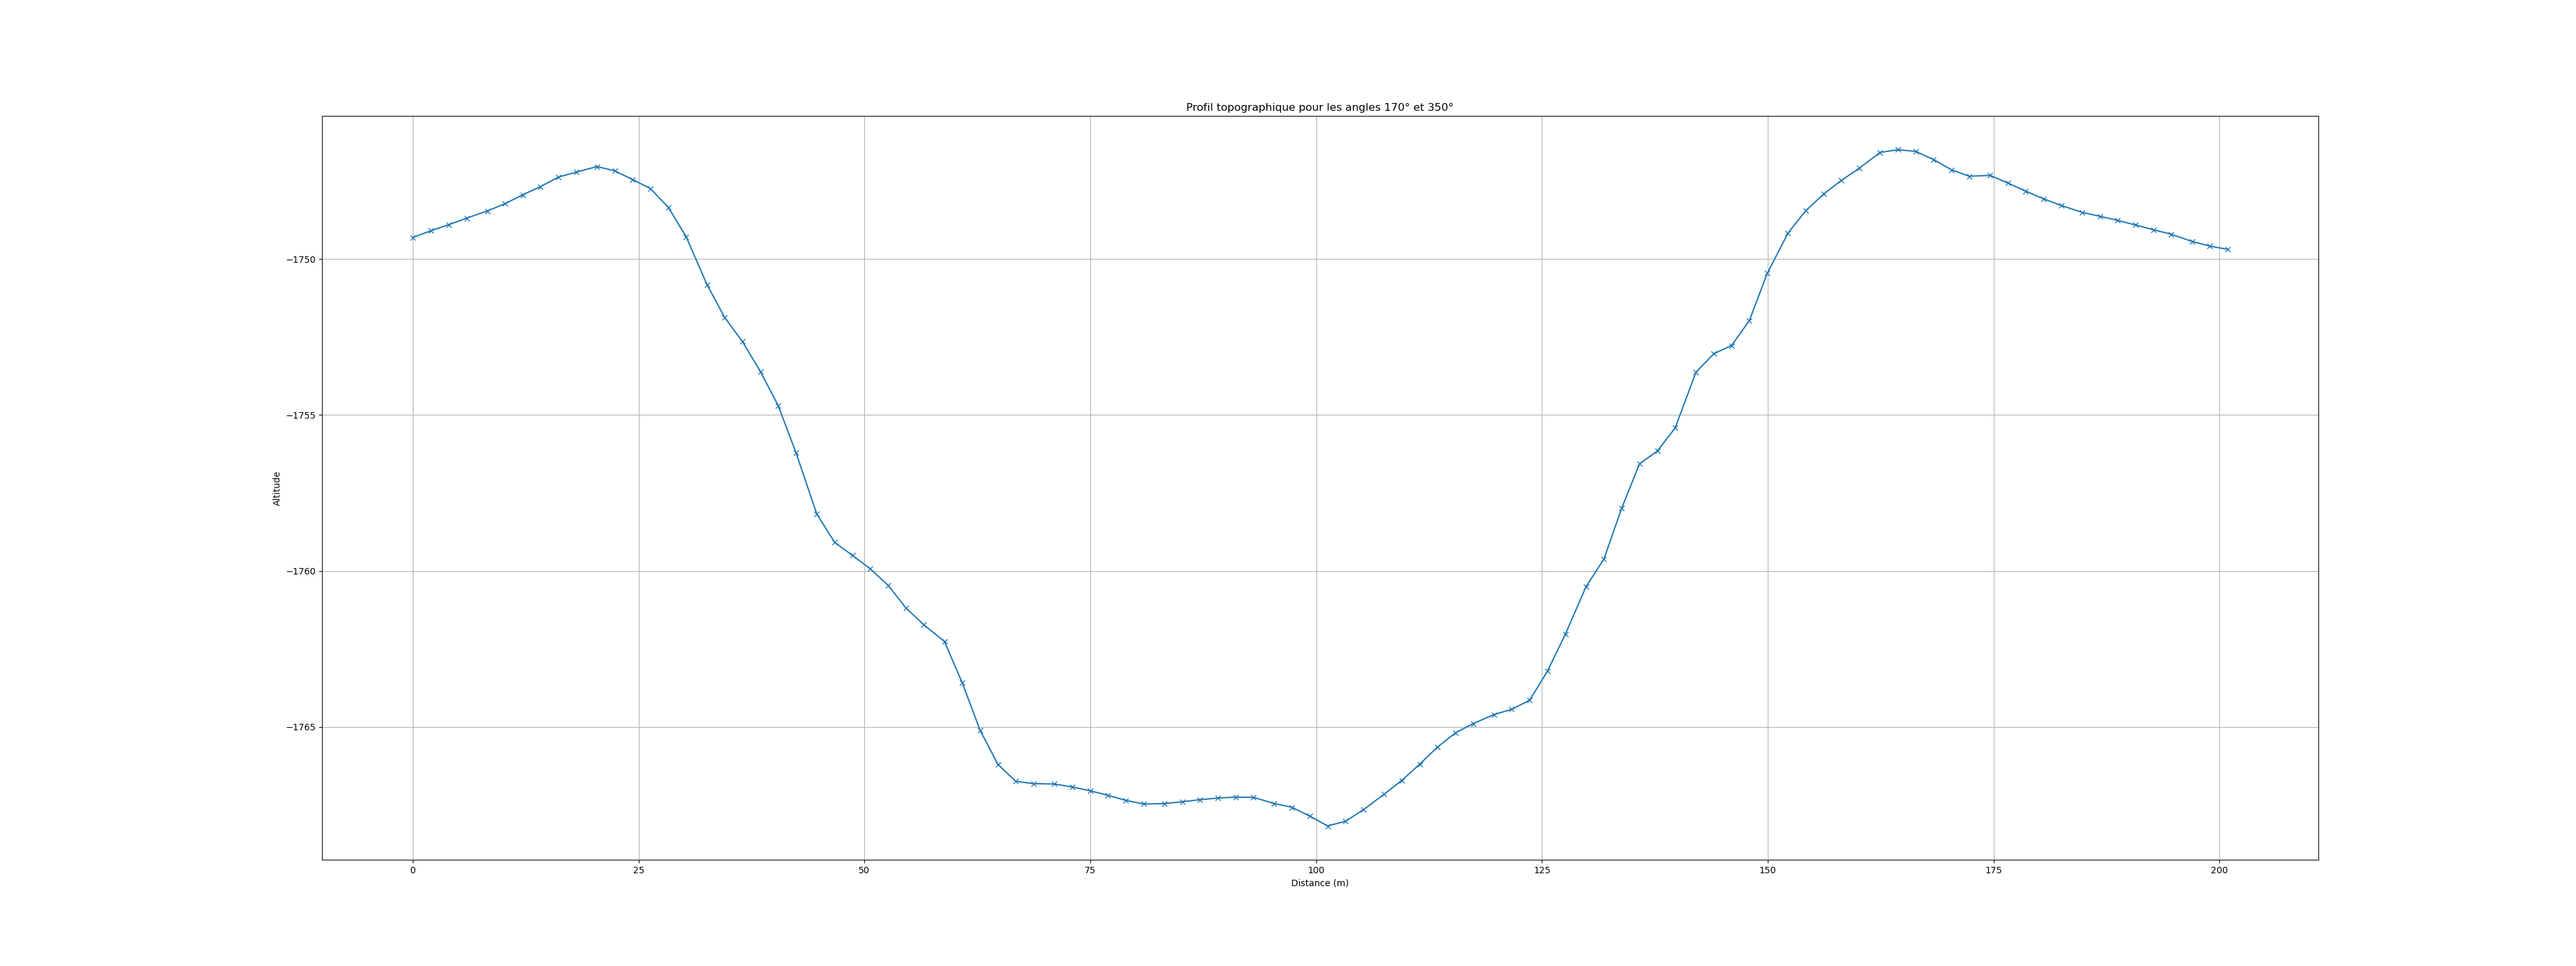 Profil topographique pour les angles 170° et 350°
Altitude
−1750
−1755
−1760
−1765
0 25 50 75 100 125 150 175 200
Distance (m)